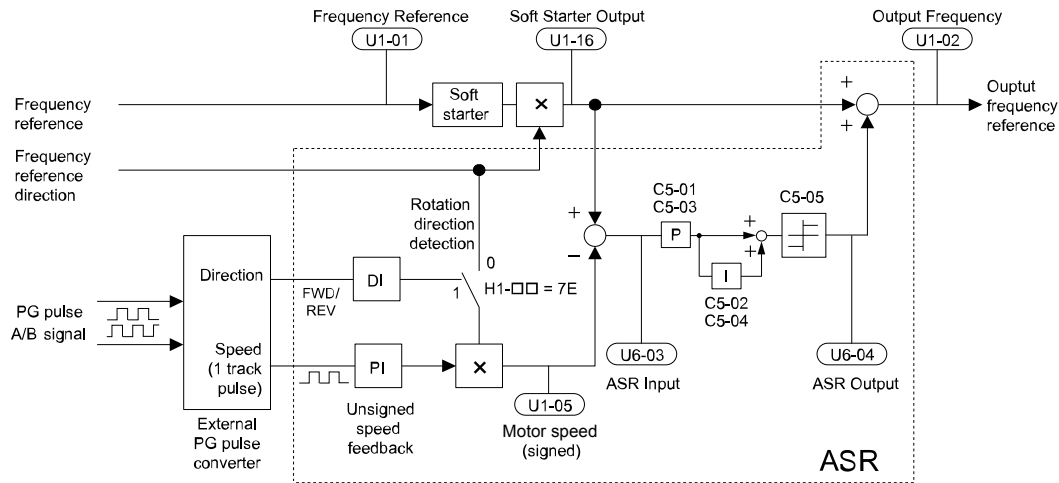 Frequency Reference
U1-01
Soft Starter Output
U1-16
Output Frequency
U1-02
Frequency
reference
Soft
starter
×
+
+
Ouptut
frequency
reference
Frequency
reference
direction
Rotation
direction
detection
C5-01
C5-03
C5-05
+
−
P
+
+
0
1
H1-□□ = 7E
I
C5-02
C5-04
Direction
FWD/
REV
DI
PG pulse
A/B signal
Speed
(1 track
pulse)
PI
×
U6-03
ASR Input
U6-04
ASR Output
U1-05
Motor speed
(signed)
Unsigned
speed
feedback
External
PG pulse
converter
ASR